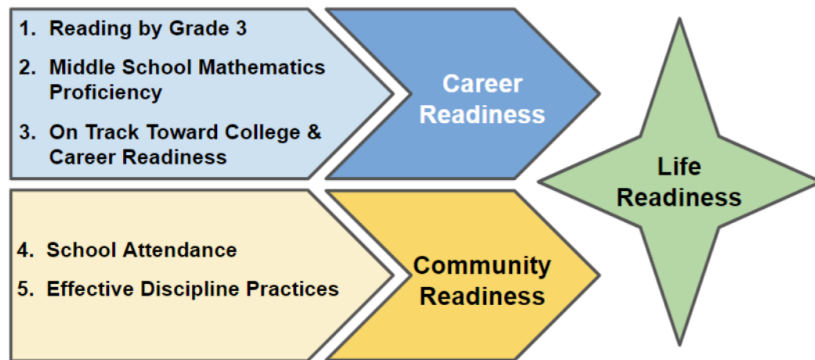 1. Reading by Grade 3
2. Middle School Mathematics
Proficiency
3. On Track Toward College &
Career Readiness
Career
Readiness
4. School Attendance
5. Effective Discipline Practices
Community
Readiness
Life
Readiness